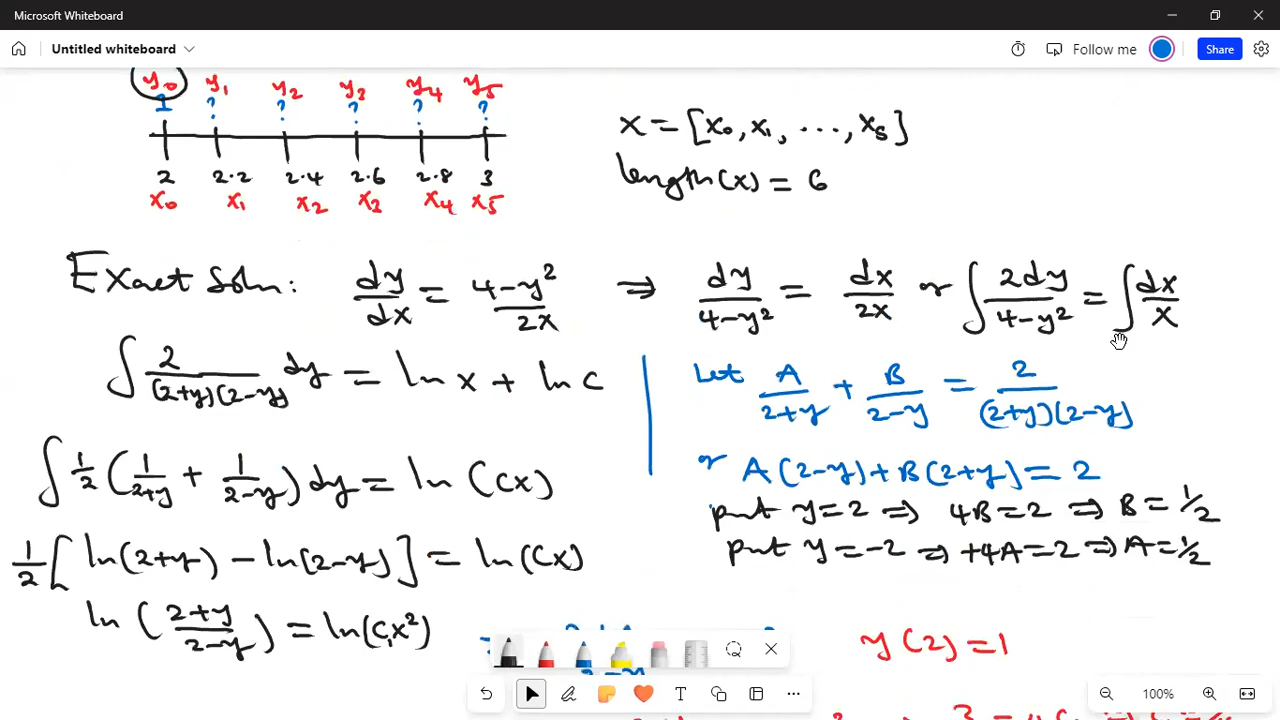 Microsoft Whiteboard
Untitled whiteboard
Follow me
Share
y₀ y₁ y₂ y₃ y₄ y₅
1 ? ? ? ? ?
2 2.2 2.4 2.6 2.8 3
x₀ x₁ x₂ x₃ x₄ x₅
x = [x₀, x₁, ..., x₅]
length(x) = 6
Exact Soln: dy/dx = (4-y²)/2x ⇒ dy/(4-y²) = dx/2x or ∫ 2dy/(4-y²) = ∫ dx/x
∫ 2/((2+y)(2-y)) dy = ln x + ln c
∫ ½ (1/(2+y) + 1/(2-y)) dy = ln (cx)
½ [ln(2+y) - ln(2-y)] = ln(cx)
ln ((2+y)/(2-y)) = ln(c₁x²)
Let A/(2+y) + B/(2-y) = 2/((2+y)(2-y))
or A(2-y)+B(2+y) = 2
put y=2 ⇒ 4B=2 ⇒ B=½
put y=-2 ⇒ +4A=2 ⇒ A=½
y(2)=1
100%